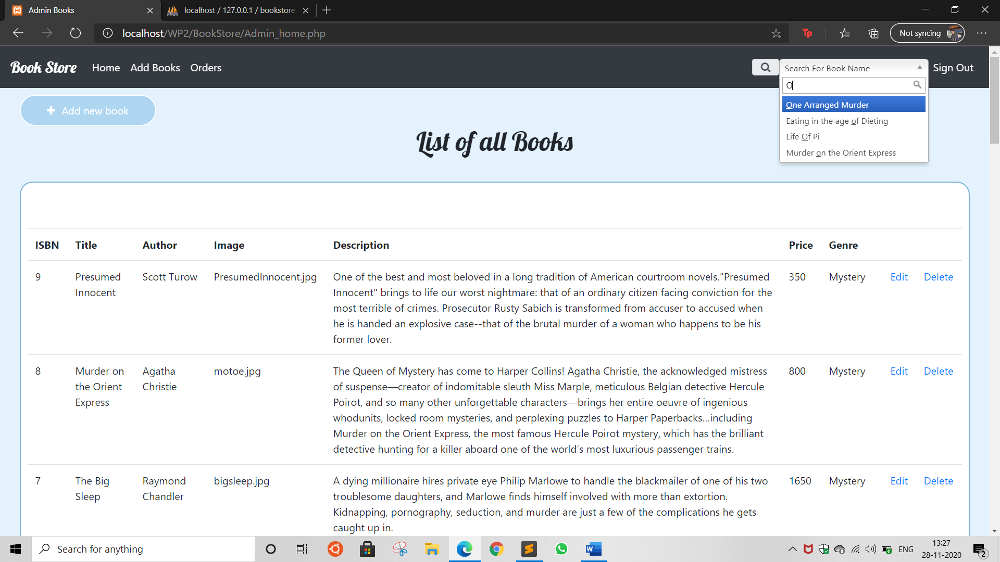 Admin Books
localhost / 127.0.0.1 / bookstore
localhost/WP2/BookStore/Admin_home.php
Not syncing
Book Store
Home
Add Books
Orders
Search For Book Name
Sign Out
O
One Arranged Murder
Eating in the age of Dieting
Life Of Pi
Murder on the Orient Express
Add new book
List of all Books
ISBN Title Author Image Description Price Genre
9
Presumed
Innocent
Scott Turow
PresumedInnocent.jpg
One of the best and most beloved in a long tradition of American courtroom novels."Presumed
Innocent" brings to life our worst nightmare: that of an ordinary citizen facing conviction for the
most terrible of crimes. Prosecutor Rusty Sabich is transformed from accuser to accused when
he is handed an explosive case--that of the brutal murder of a woman who happens to be his
former lover.
350
Mystery
Edit
Delete
8
Murder on
the Orient
Express
Agatha
Christie
motoe.jpg
The Queen of Mystery has come to Harper Collins! Agatha Christie, the acknowledged mistress
of suspense—creator of indomitable sleuth Miss Marple, meticulous Belgian detective Hercule
Poirot, and so many other unforgettable characters—brings her entire oeuvre of ingenious
whodunits, locked room mysteries, and perplexing puzzles to Harper Paperbacks...including
Murder on the Orient Express, the most famous Hercule Poirot mystery, which has the brilliant
detective hunting for a killer aboard one of the world’s most luxurious passenger trains.
800
Mystery
Edit
Delete
7
The Big
Sleep
Raymond
Chandler
bigsleep.jpg
A dying millionaire hires private eye Philip Marlowe to handle the blackmailer of one of his two
troublesome daughters, and Marlowe finds himself involved with more than extortion.
Kidnapping, pornography, seduction, and murder are just a few of the complications he gets
caught up in.
1650
Mystery
Edit
Delete
Search for anything
ENG
13:27
28-11-2020
2